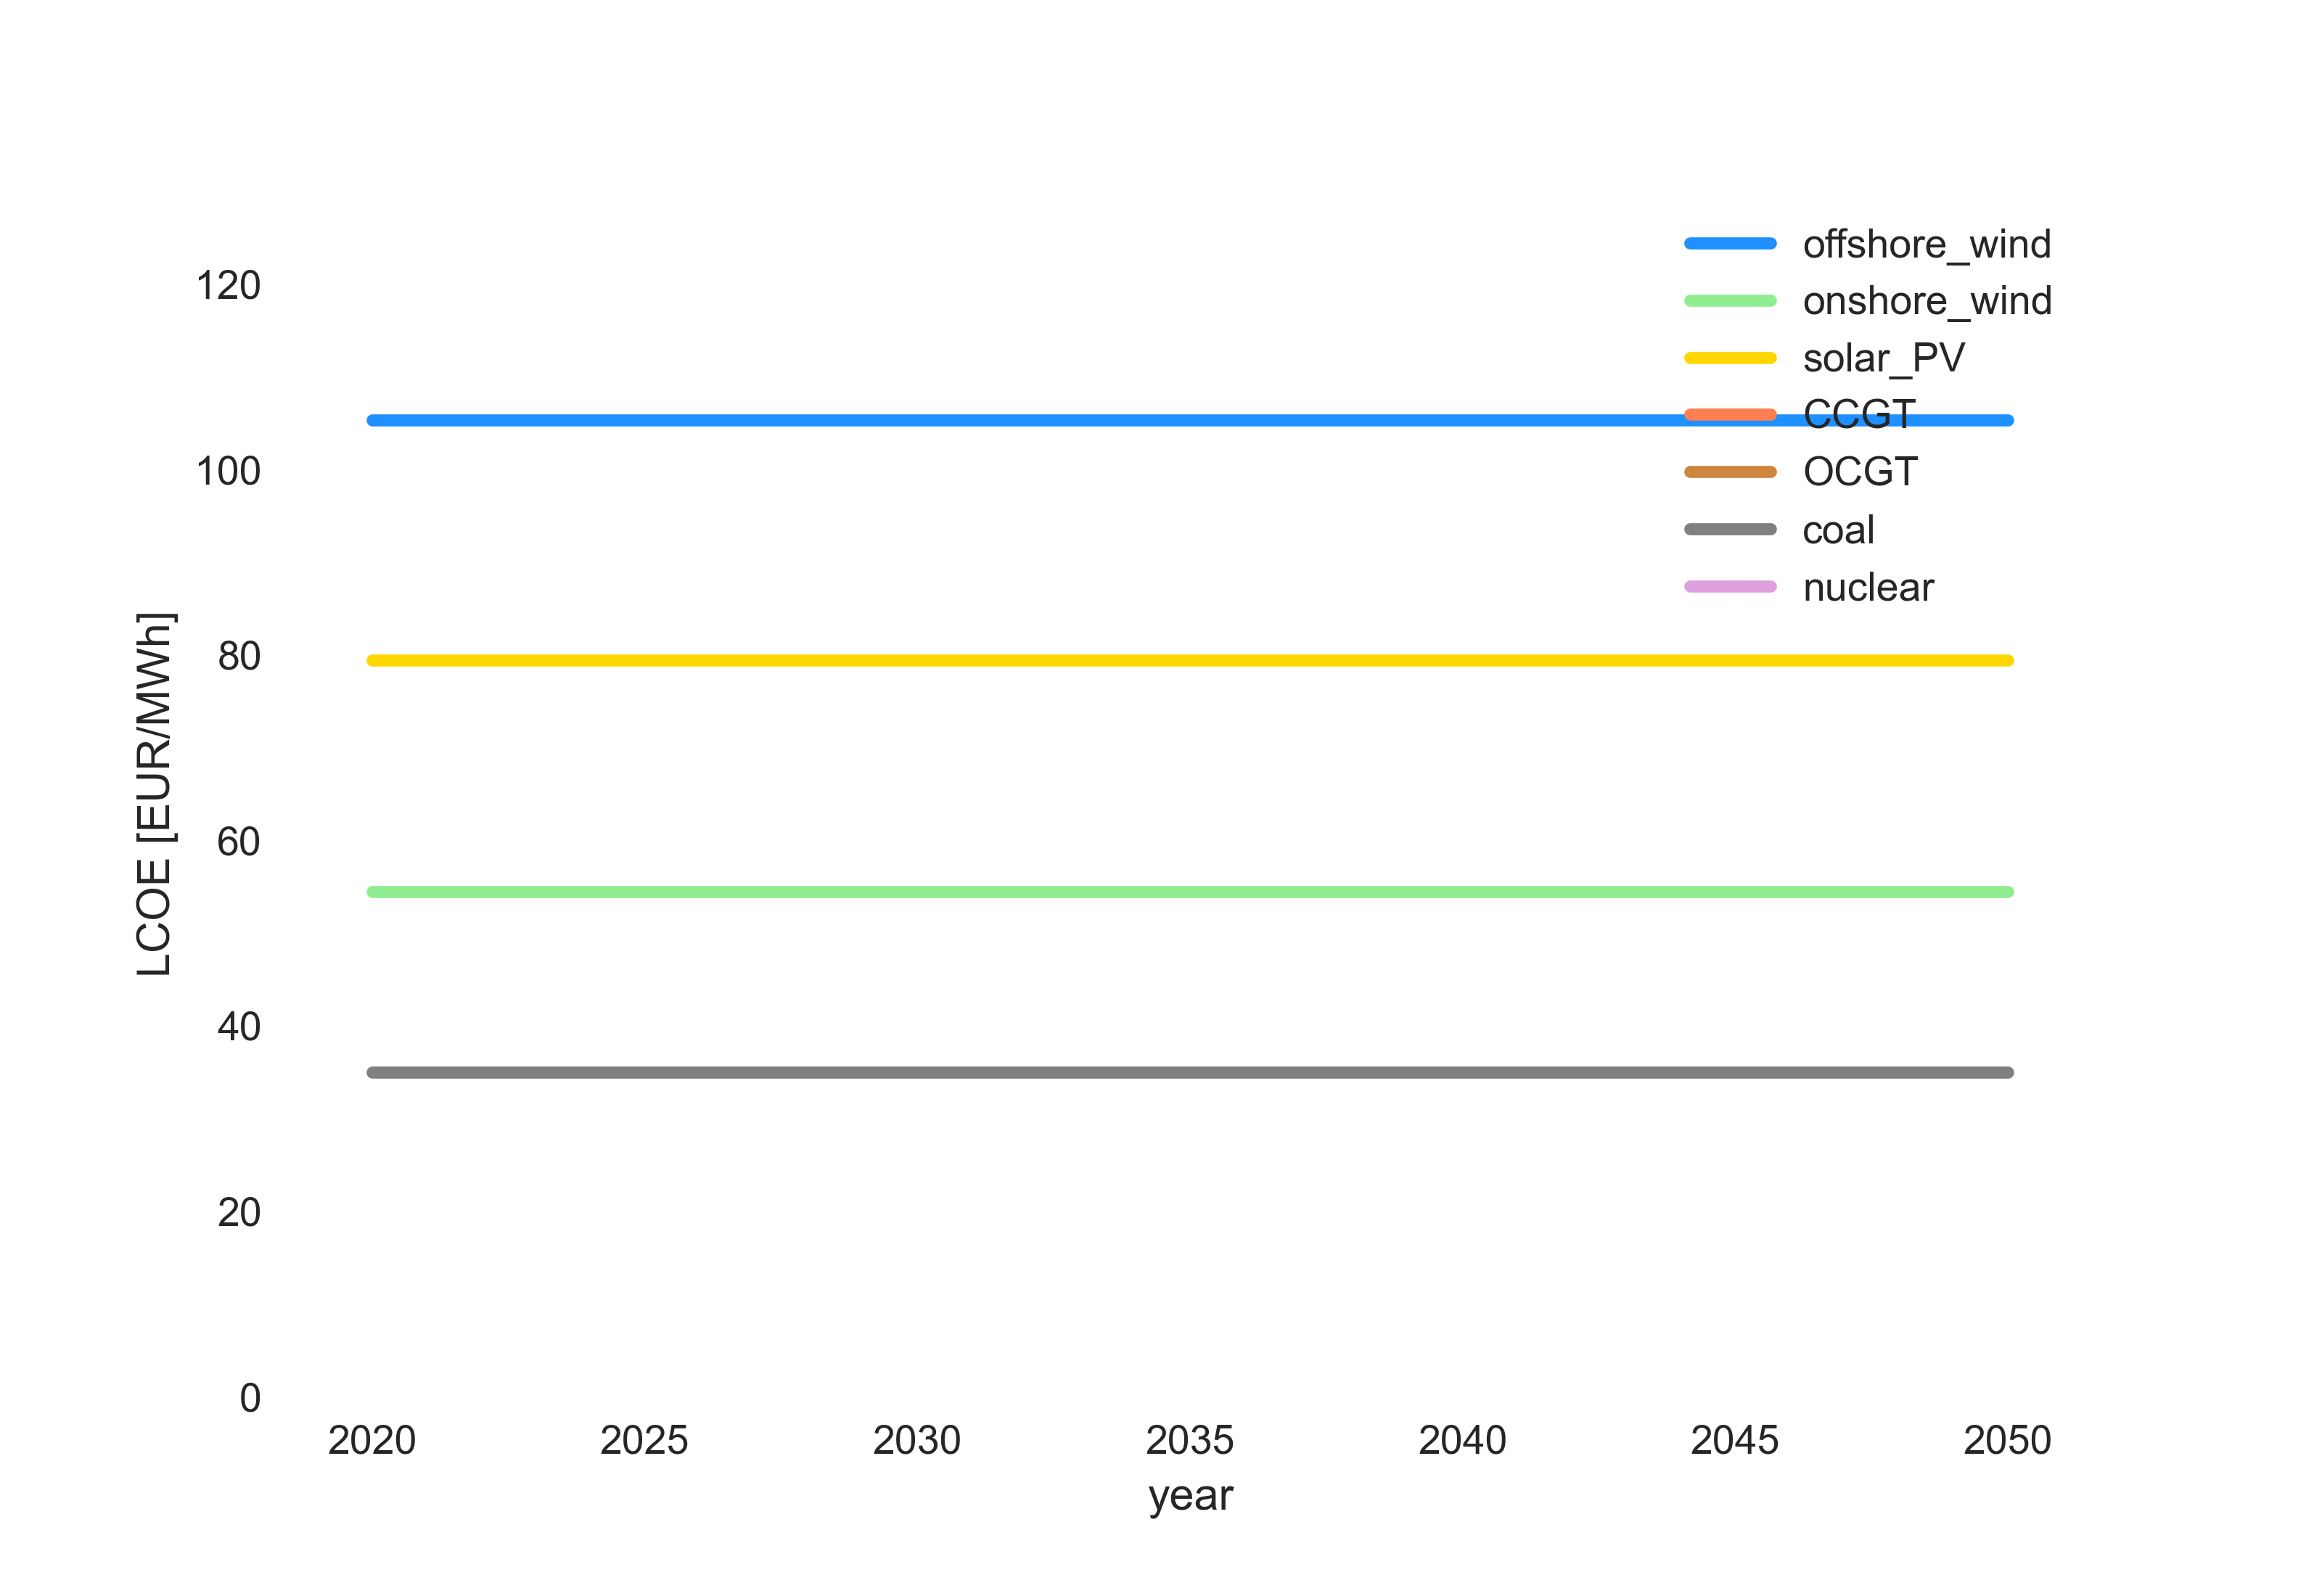 offshore_wind
onshore_wind
solar_PV
CCGT
OCGT
coal
nuclear
LCOE [EUR/MWh]
120
100
80
60
40
20
0
2020 2025 2030 2035 2040 2045 2050
year